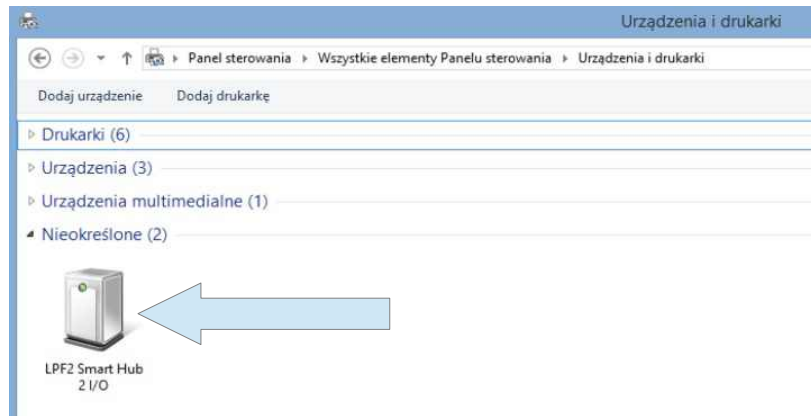 Urządzenia i drukarki
Panel sterowania Wszystkie elementy Panelu sterowania Urządzenia i drukarki
Dodaj urządzenie Dodaj drukarkę
Drukarki (6)
Urządzenia (3)
Urządzenia multimedialne (1)
Nieokreślone (2)
LPF2 Smart Hub
2 I/O